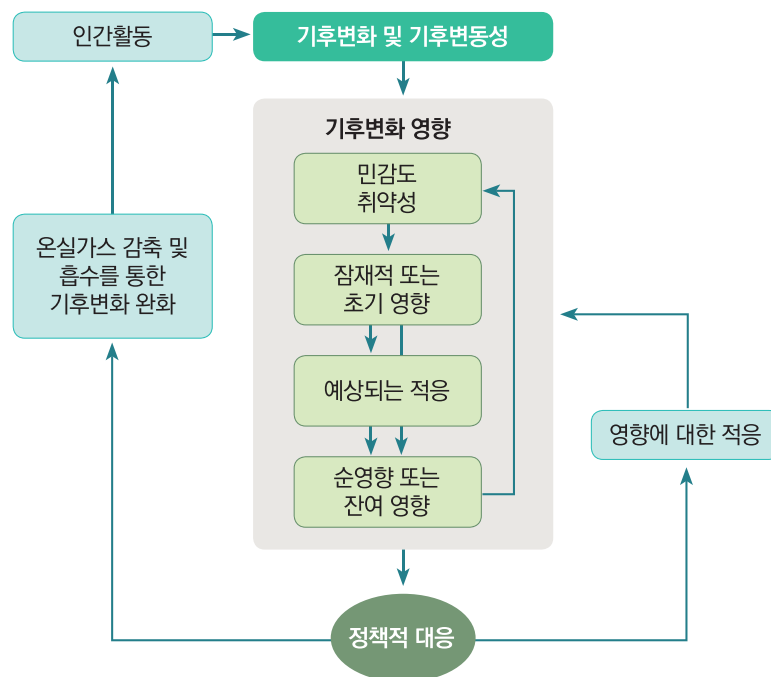 인간활동
기후변화 및 기후변동성
기후변화 영향
민감도
취약성
잠재적 또는
초기 영향
예상되는 적응
순영향 또는
잔여 영향
온실가스 감축 및
흡수를 통한
기후변화 완화
영향에 대한 적응
정책적 대응